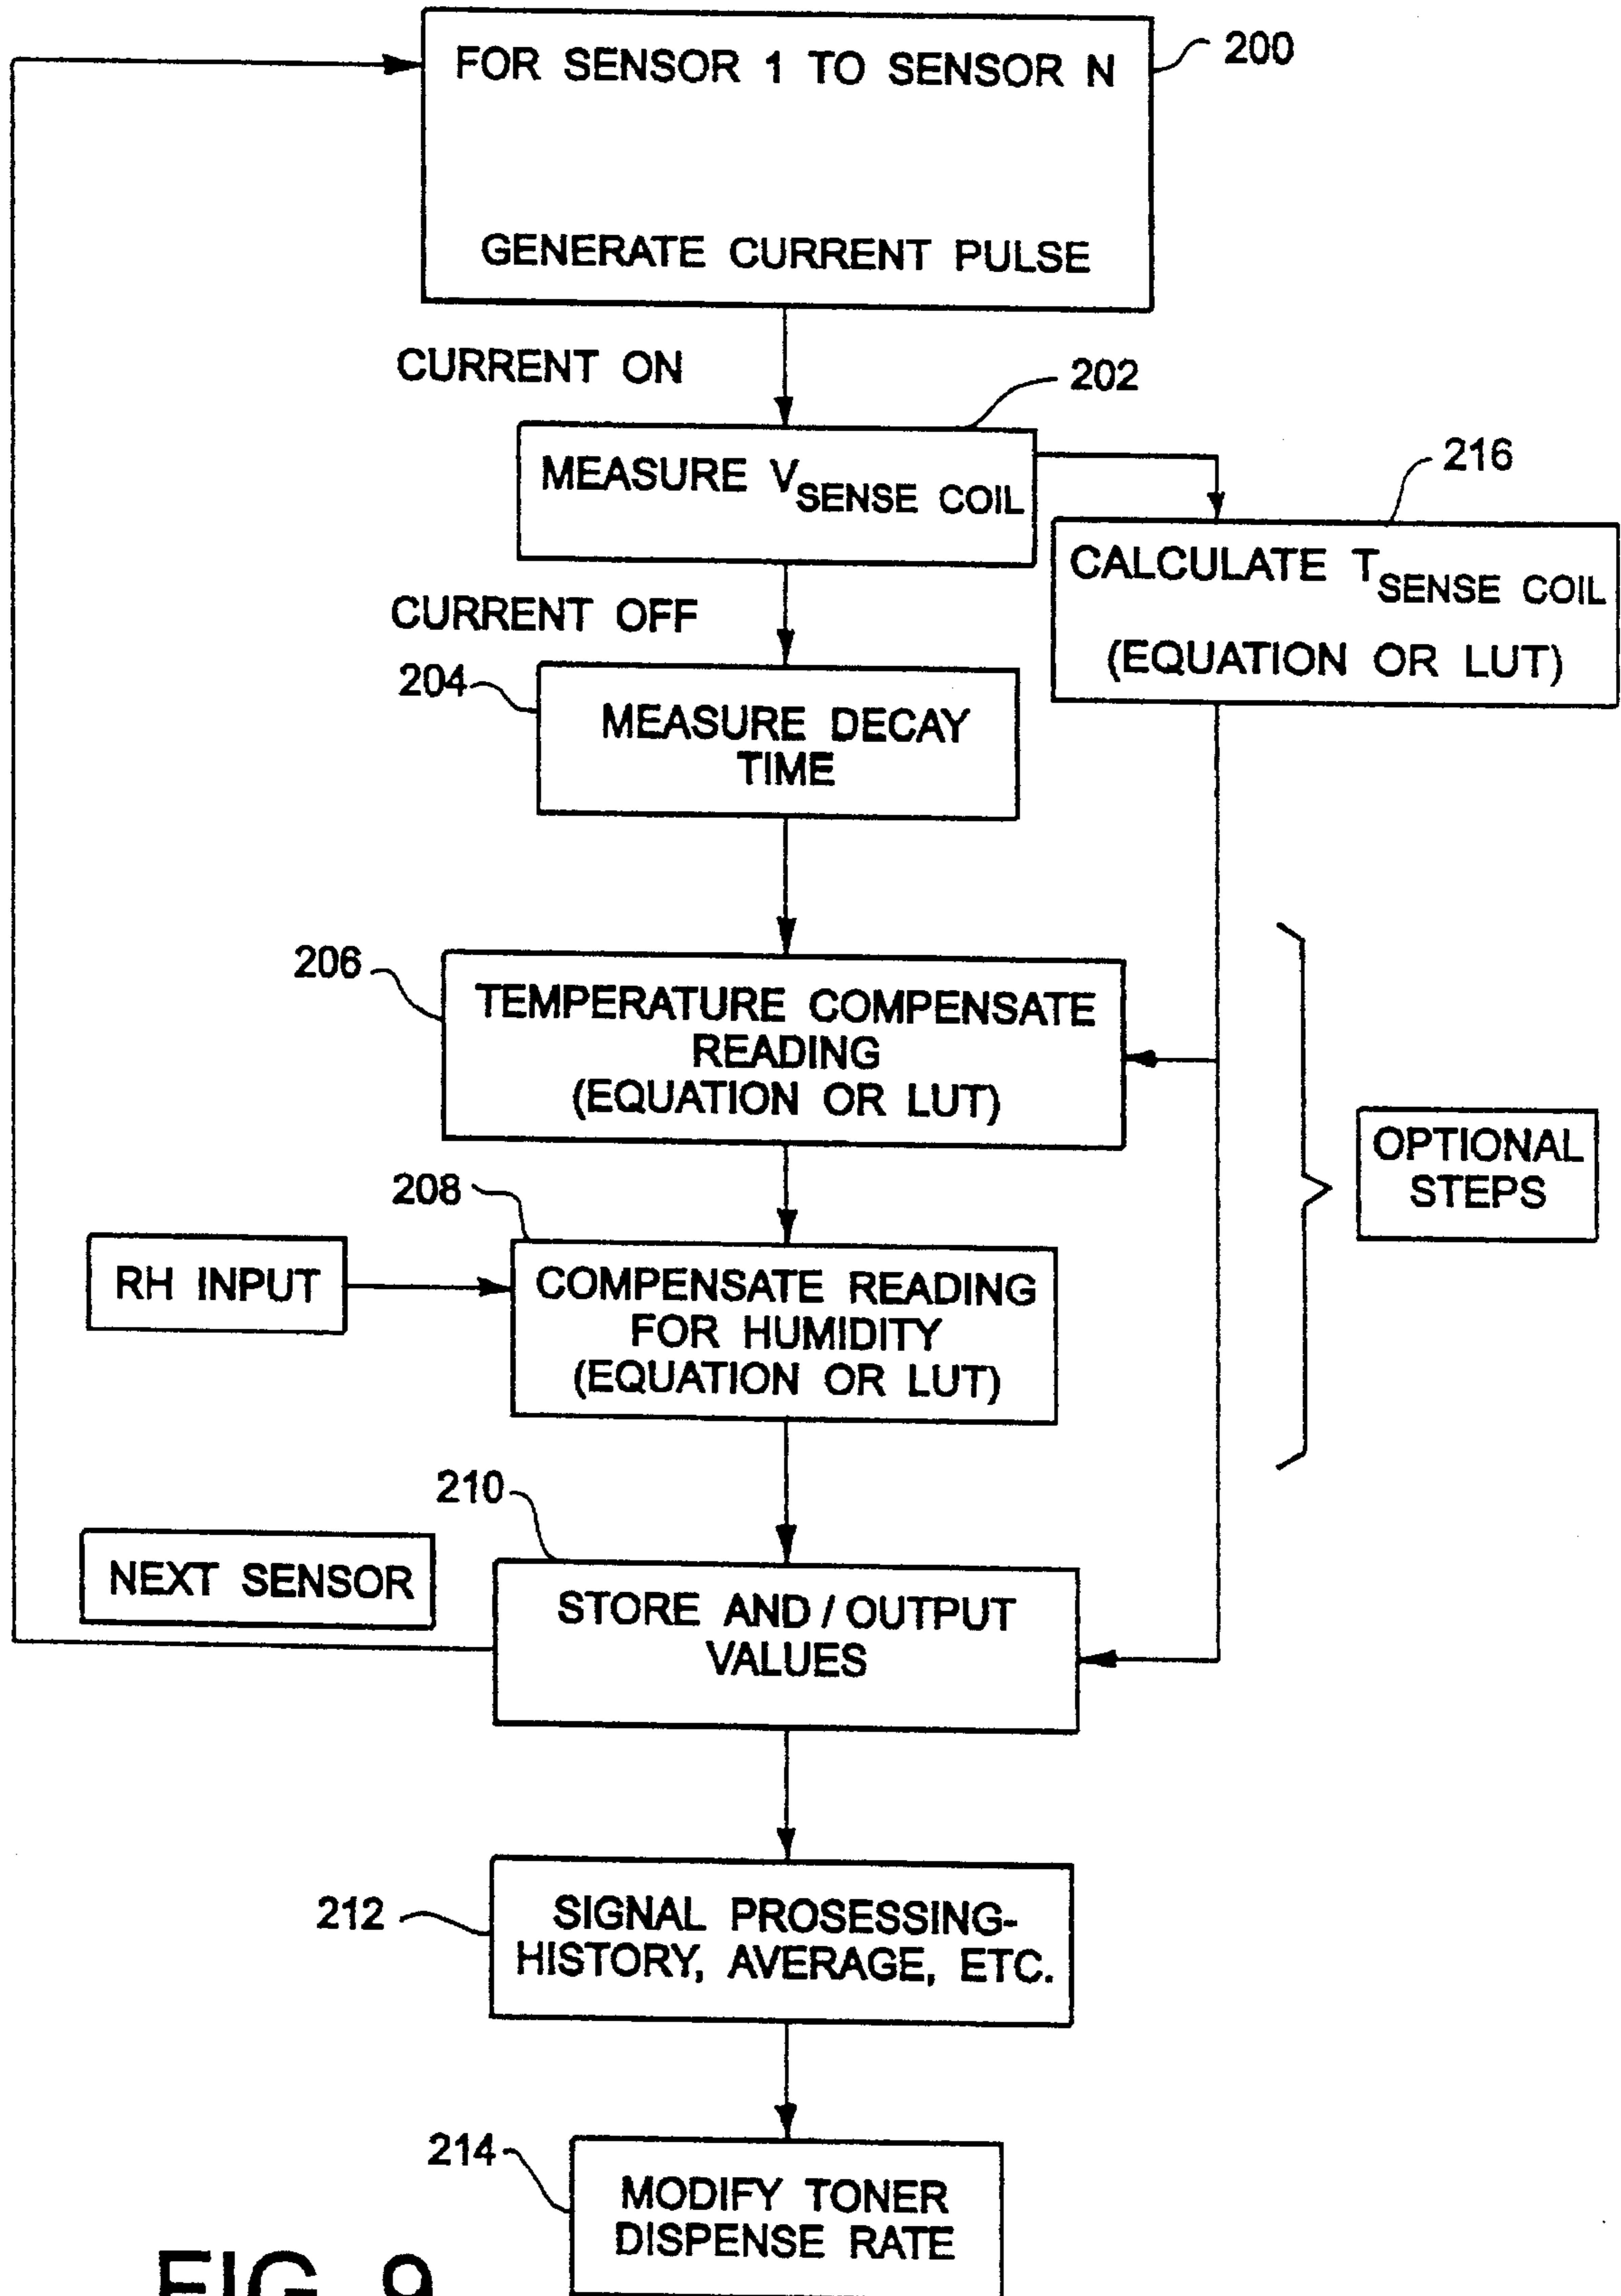 FOR SENSOR 1 TO SENSOR N
200
GENERATE CURRENT PULSE
CURRENT ON
202
MEASURE V SENSE COIL
216
CALCULATE T SENSE COIL
(EQUATION OR LUT)
CURRENT OFF
204
MEASURE DECAY
TIME
206
TEMPERATURE COMPENSATE
READING
(EQUATION OR LUT)
OPTIONAL
STEPS
208
RH INPUT
COMPENSATE READING
FOR HUMIDITY
(EQUATION OR LUT)
210
NEXT SENSOR
STORE AND / OUTPUT
VALUES
212
SIGNAL PROSESSING-
HISTORY, AVERAGE, ETC.
214
MODIFY TONER
DISPENSE RATE
FIG. 9